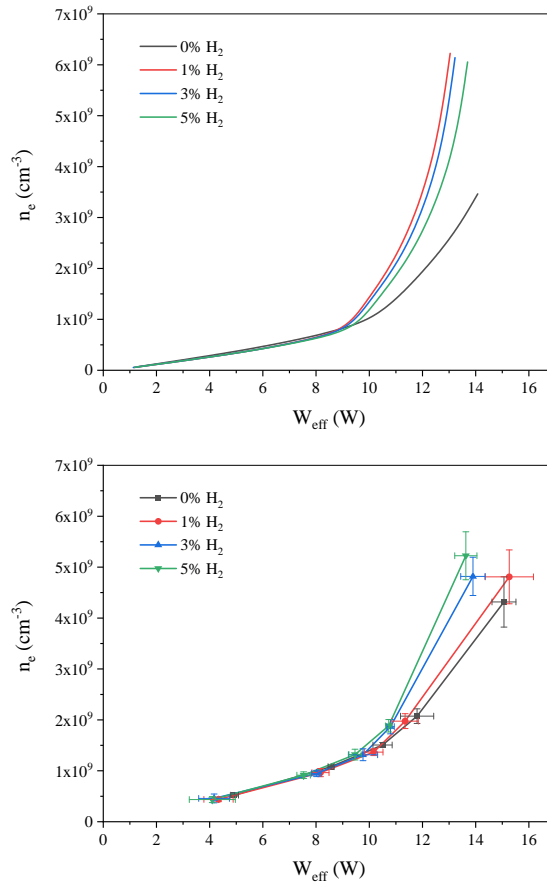 7x10⁹
6x10⁹
5x10⁹
4x10⁹
3x10⁹
2x10⁹
1x10⁹
0
nₑ (cm⁻³)
0% H₂
1% H₂
3% H₂
5% H₂
0 2 4 6 8 10 12 14 16
W_eff (W)
7x10⁹
6x10⁹
5x10⁹
4x10⁹
3x10⁹
2x10⁹
1x10⁹
0
nₑ (cm⁻³)
0% H₂
1% H₂
3% H₂
5% H₂
0 2 4 6 8 10 12 14 16
W_eff (W)